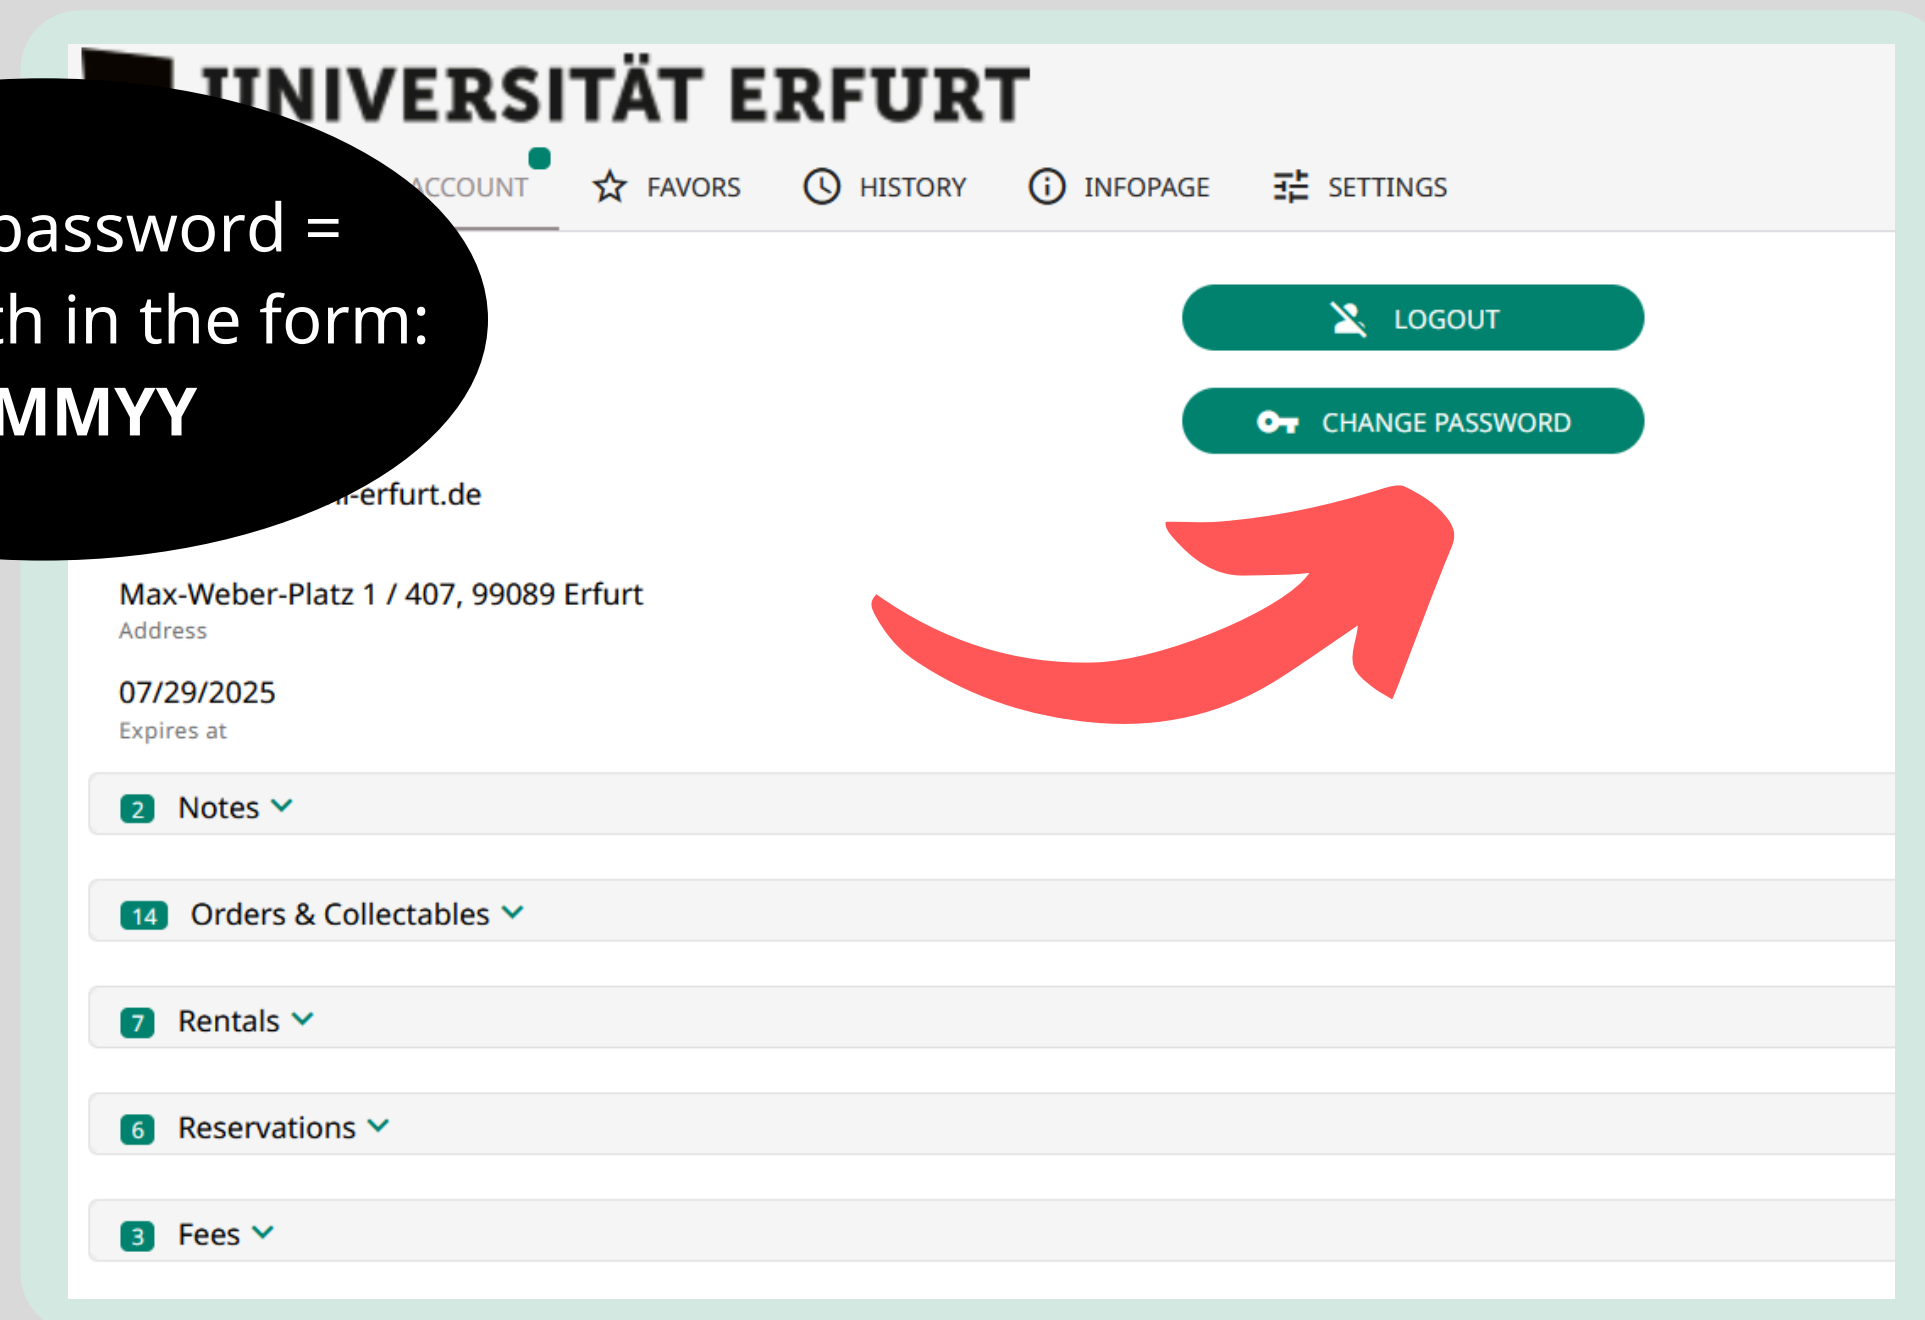 UNIVERSITÄT ERFURT
ACCOUNT FAVORS HISTORY INFOPAGE SETTINGS
password =
in the form:
MMYY
LOGOUT
CHANGE PASSWORD
-erfurt.de
Max-Weber-Platz 1 / 407, 99089 Erfurt
Address
07/29/2025
Expires at
2 Notes
14 Orders & Collectables
7 Rentals
6 Reservations
3 Fees